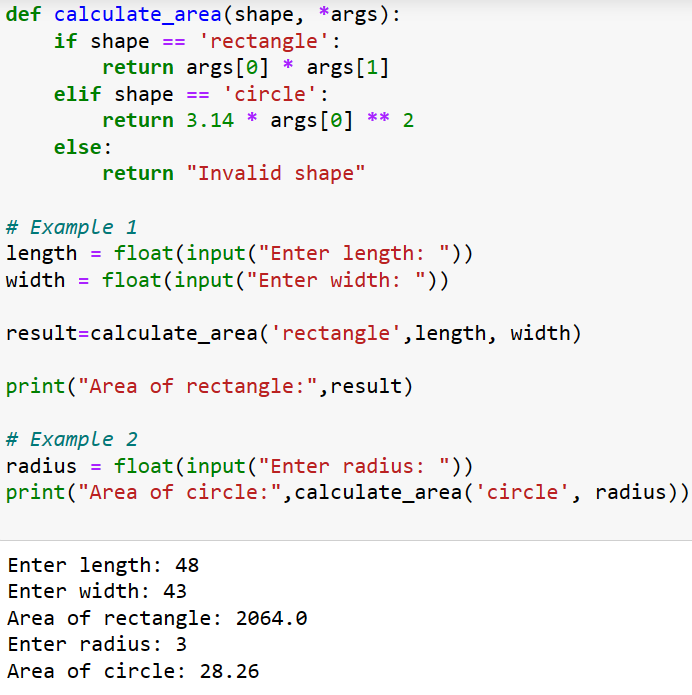 def calculate_area(shape, *args):
    if shape == 'rectangle':
        return args[0] * args[1]
    elif shape == 'circle':
        return 3.14 * args[0] ** 2
    else:
        return "Invalid shape"

# Example 1
length = float(input("Enter length: "))
width = float(input("Enter width: "))

result=calculate_area('rectangle',length, width)

print("Area of rectangle:",result)

# Example 2
radius = float(input("Enter radius: "))
print("Area of circle:",calculate_area('circle', radius))

Enter length: 48
Enter width: 43
Area of rectangle: 2064.0
Enter radius: 3
Area of circle: 28.26